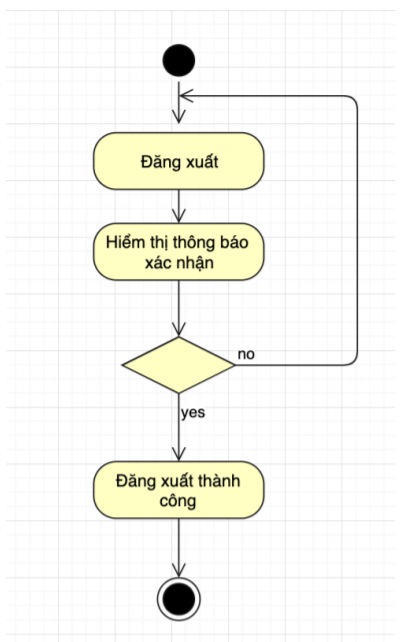 Đăng xuất
Hiểm thị thông báo
xác nhận
no
yes
Đăng xuất thành
công